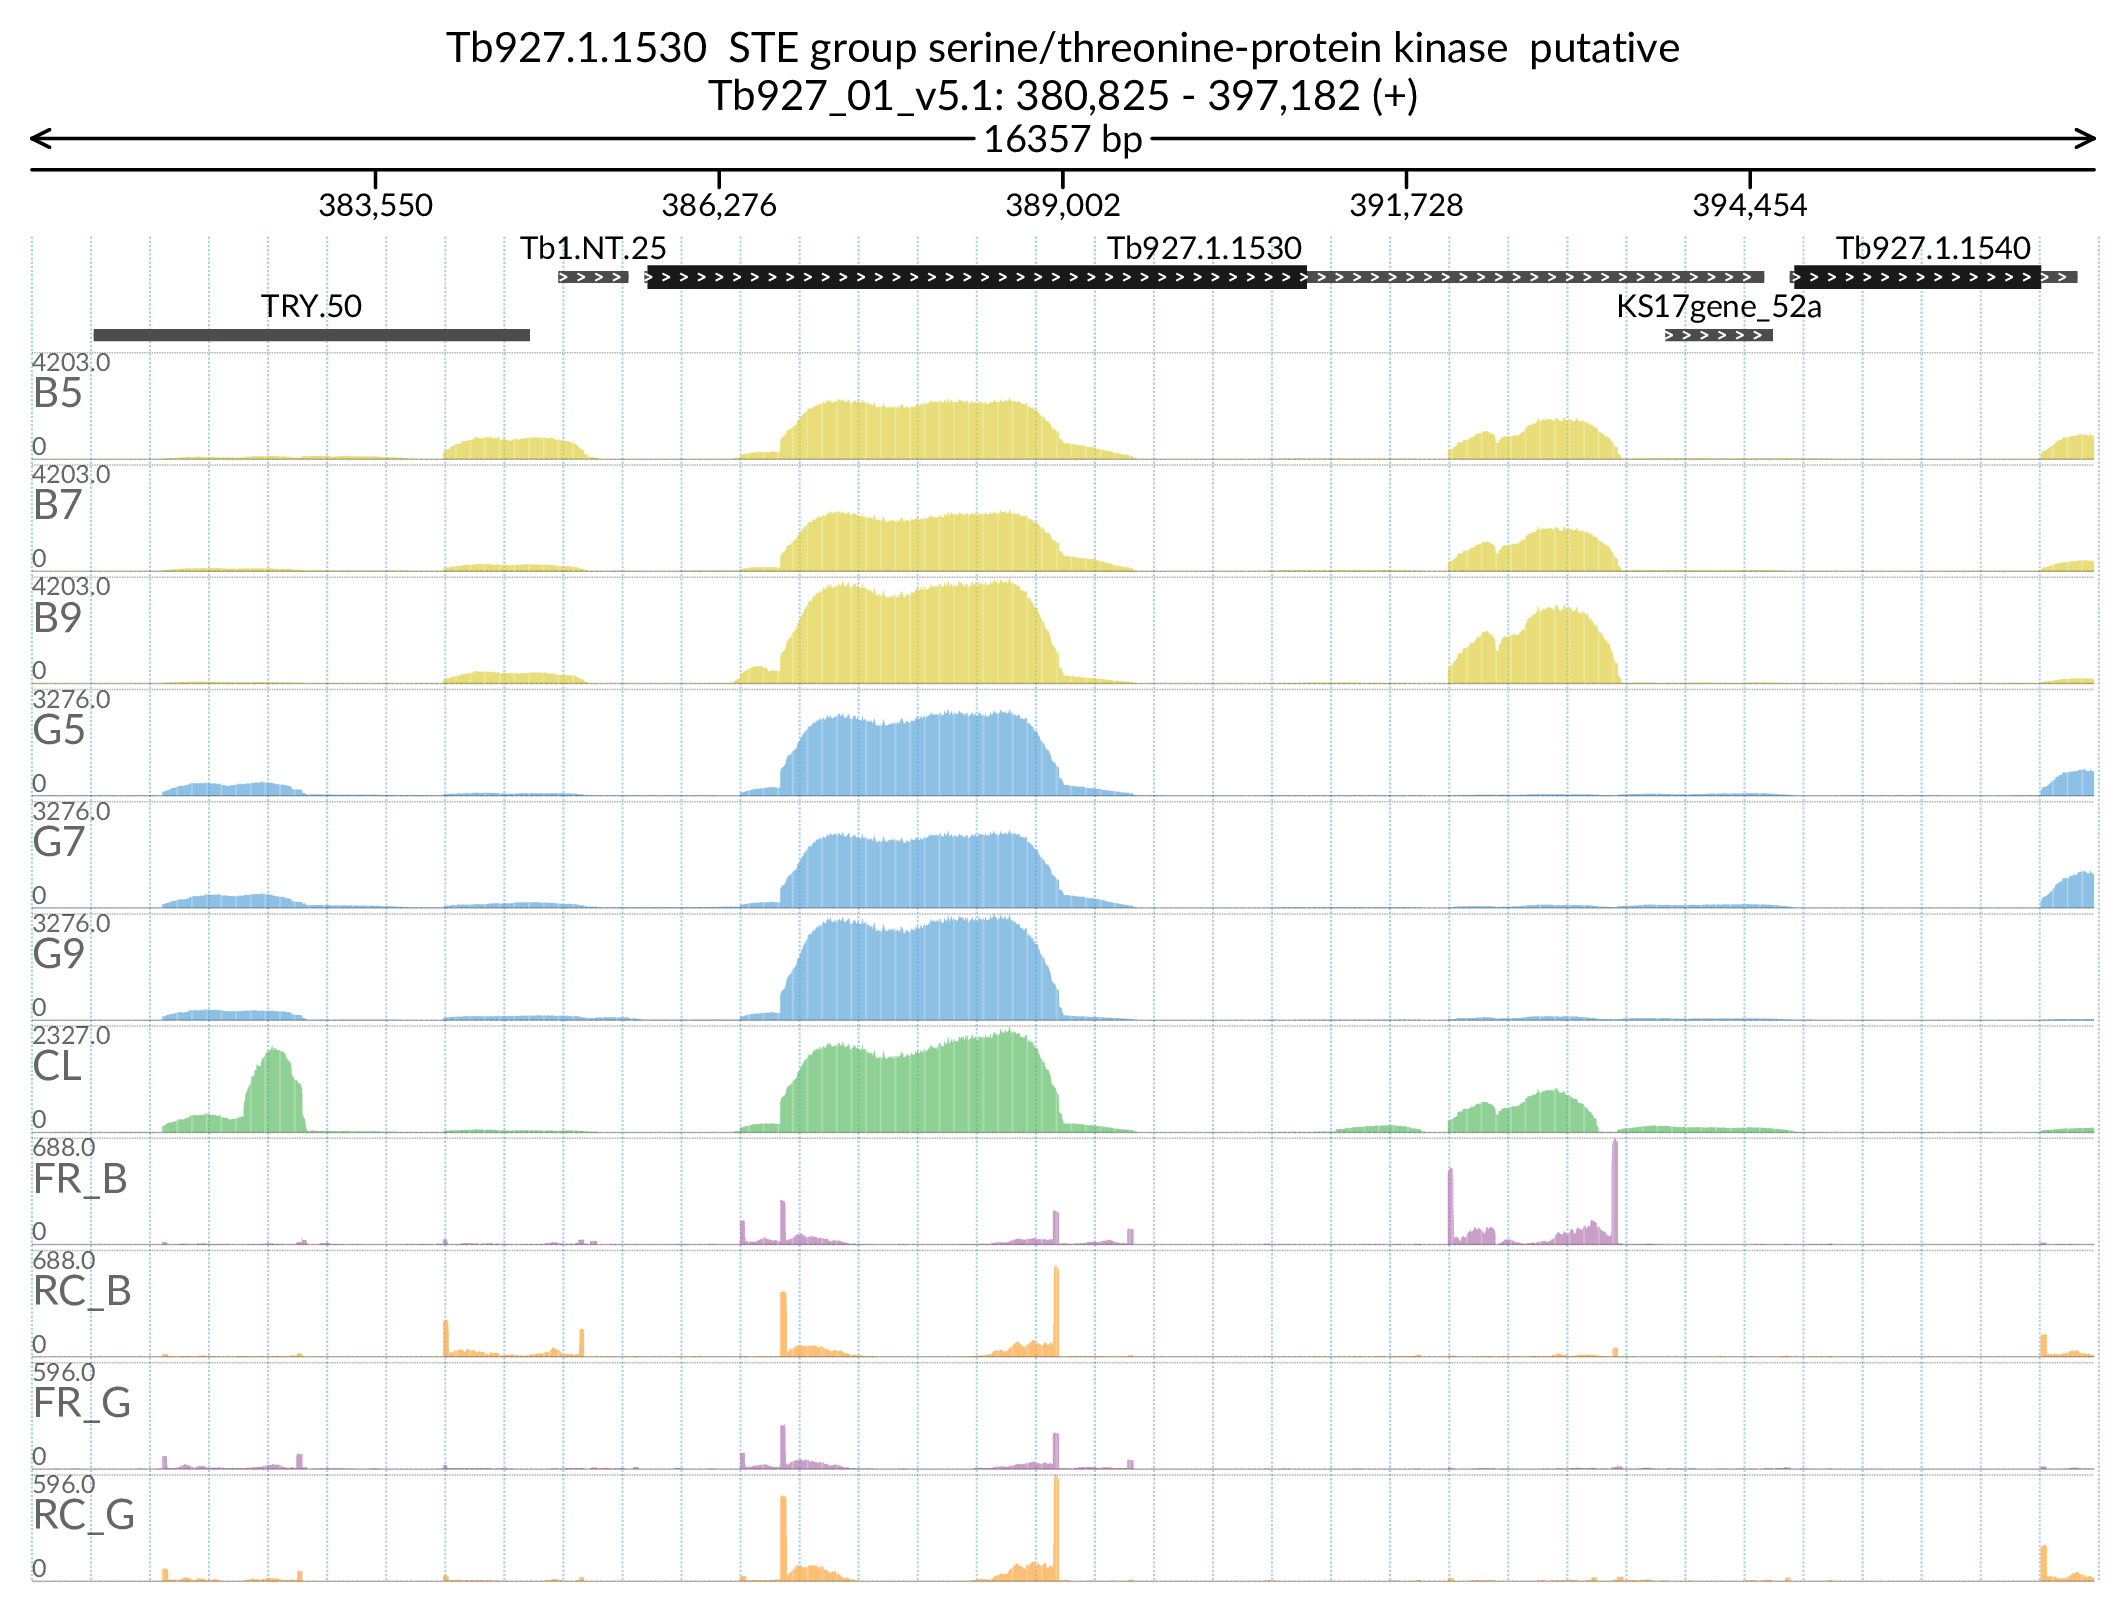 Tb927.1.1530  STE group serine/threonine-protein kinase  putative
Tb927_01_v5.1: 380,825 - 397,182 (+)
16357 bp
383,550 386,276 389,002 391,728 394,454
Tb1.NT.25 Tb927.1.1530 Tb927.1.1540
TRY.50 KS17gene_52a
4203.0
B5
0
4203.0
B7
0
4203.0
B9
0
3276.0
G5
0
3276.0
G7
0
3276.0
G9
0
2327.0
CL
0
688.0
FR_B
0
688.0
RC_B
0
596.0
FR_G
0
596.0
RC_G
0